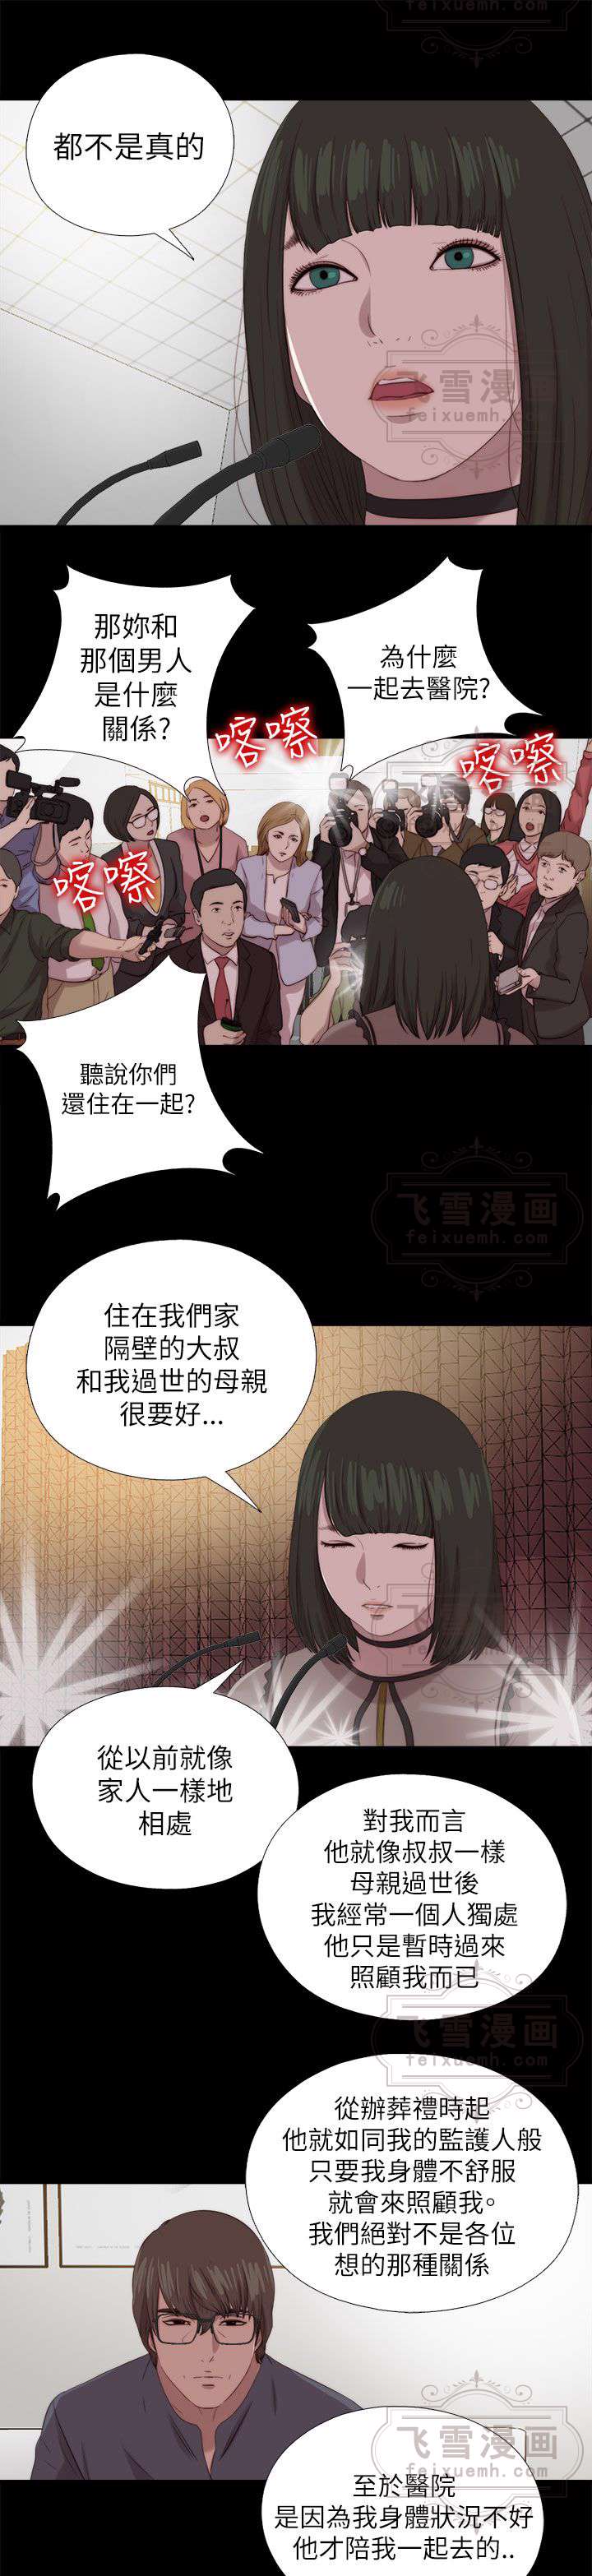 飞雪漫画
feixuemh.com
都不是真的
飞雪漫画
feixuemh.com
那妳和
那個男人
是什麼
關係?
為什麼
一起去醫院?
喀嚓
喀嚓
喀嚓
聽說你們
還住在一起?
飞雪漫画
feixuemh.com
住在我們家
隔壁的大叔
和我過世的母親
很要好...
從以前就像
家人一樣地
相處
對我而言
他就像叔叔一樣
母親過世後
我經常一個人獨處
他只是暫時過來
照顧我而已
飞雪漫画
feixuemh.com
從辦葬禮時起
他就如同我的監護人般
只要我身體不舒服
就會來照顧我。
我們絕對不是各位
想的那種關係
飞雪漫画
feixuemh.com
至於醫院
是因為我身體狀況不好
他才陪我一起去的..